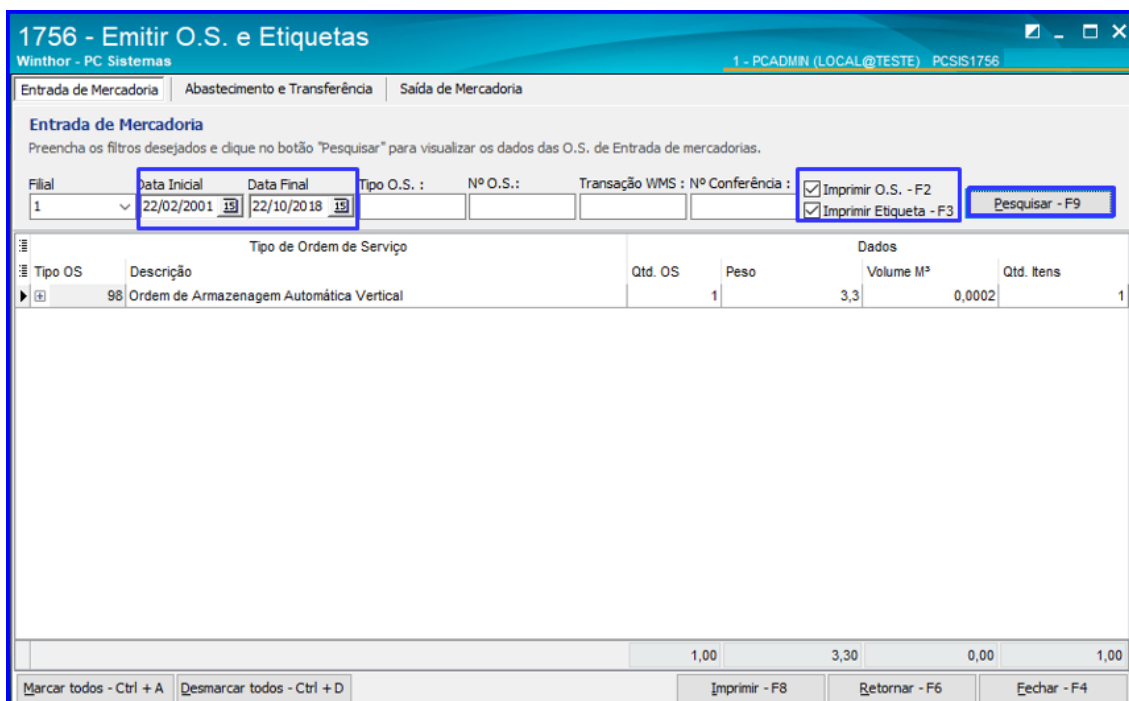 1756 - Emitir O.S. e Etiquetas
Winthor - PC Sistemas
1 - PCADMIN (LOCAL@TESTE) PCSIS1756
Entrada de Mercadoria Abastecimento e Transferência Saída de Mercadoria
Entrada de Mercadoria
Preencha os filtros desejados e clique no botão "Pesquisar" para visualizar os dados das O.S. de Entrada de mercadorias.
Filial Data Inicial Data Final Tipo O.S. : Nº O.S.: Transação WMS : Nº Conferência :
Imprimir O.S. - F2
1 22/02/2001 15 22/10/2018 15 Pesquisar - F9
Imprimir Etiqueta - F3
Tipo de Ordem de Serviço Dados
Tipo OS Descrição Qtd. OS Peso Volume M³ Qtd. Itens
98 Ordem de Armazenagem Automática Vertical 1 3,3 0,0002 1
1,00 3,30 0,00 1,00
Marcar todos - Ctrl + A Desmarcar todos - Ctrl + D Imprimir - F8 Retornar - F6 Fechar - F4